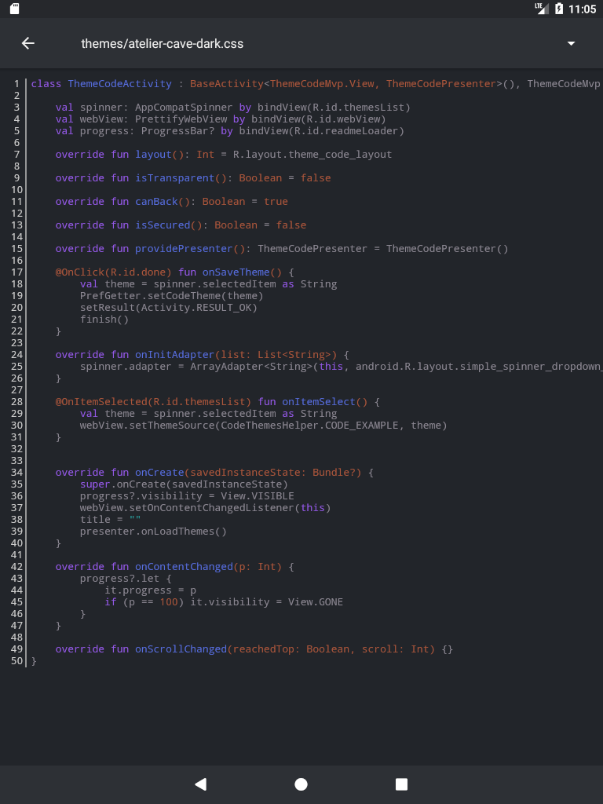 LTE 11:05
themes/atelier-cave-dark.css
1 class ThemeCodeActivity : BaseActivity<ThemeCodeMvp.View, ThemeCodePresenter>(), ThemeCodeMvp
2
3     val spinner: AppCompatSpinner by bindView(R.id.themesList)
4     val webView: PrettifyWebView by bindView(R.id.webView)
5     val progress: ProgressBar? by bindView(R.id.readmeLoader)
6
7     override fun layout(): Int = R.layout.theme_code_layout
8
9     override fun isTransparent(): Boolean = false
10
11     override fun canBack(): Boolean = true
12
13     override fun isSecured(): Boolean = false
14
15     override fun providePresenter(): ThemeCodePresenter = ThemeCodePresenter()
16
17     @OnClick(R.id.done) fun onSaveTheme() {
18         val theme = spinner.selectedItem as String
19         PrefGetter.setCodeTheme(theme)
20         setResult(Activity.RESULT_OK)
21         finish()
22     }
23
24     override fun onInitAdapter(list: List<String>) {
25         spinner.adapter = ArrayAdapter<String>(this, android.R.layout.simple_spinner_dropdown_
26     }
27
28     @OnItemSelected(R.id.themesList) fun onItemSelect() {
29         val theme = spinner.selectedItem as String
30         webView.setThemeSource(CodeThemesHelper.CODE_EXAMPLE, theme)
31     }
32
33
34     override fun onCreate(savedInstanceState: Bundle?) {
35         super.onCreate(savedInstanceState)
36         progress?.visibility = View.VISIBLE
37         webView.setOnContentChangedListener(this)
38         title = ""
39         presenter.onLoadThemes()
40     }
41
42     override fun onContentChanged(p: Int) {
43         progress?.let {
44             it.progress = p
45             if (p == 100) it.visibility = View.GONE
46         }
47     }
48
49     override fun onScrollChanged(reachedTop: Boolean, scroll: Int) {}
50 }